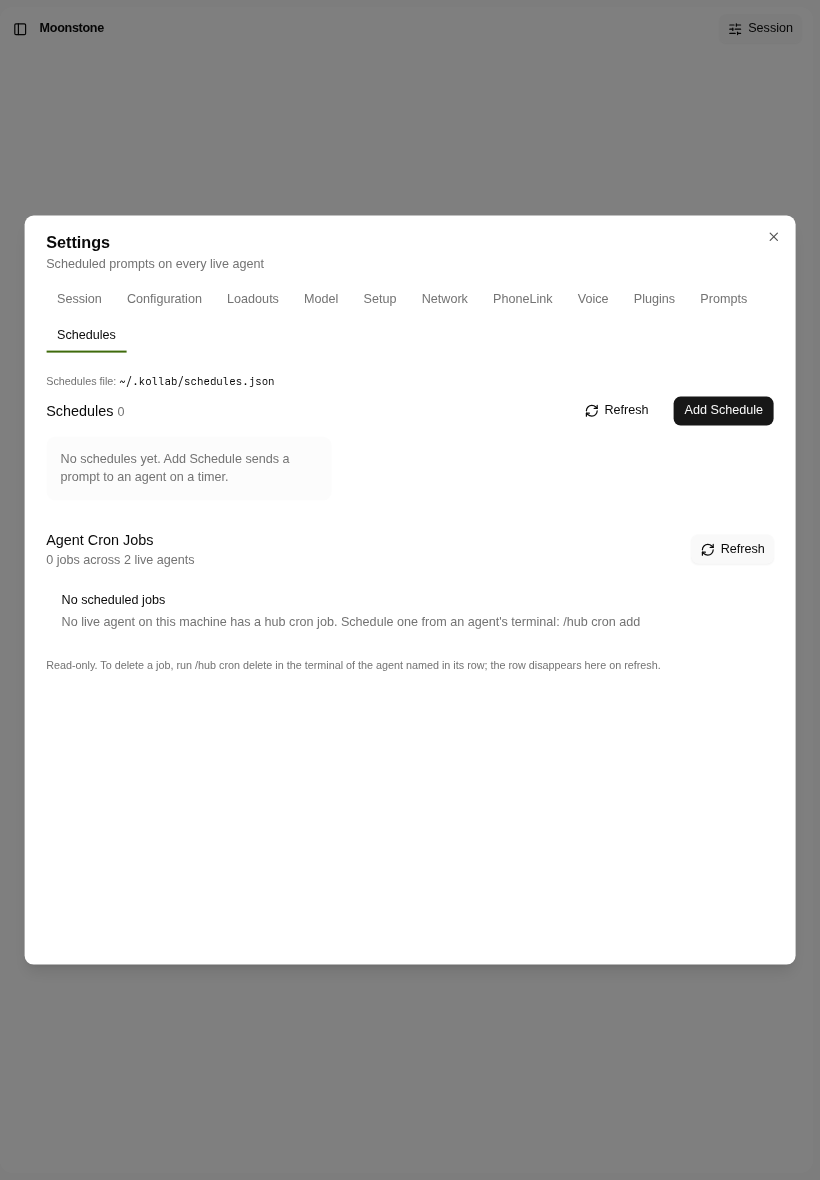 Moonstone
Session
Settings
Scheduled prompts on every live agent
Session Configuration Loadouts Model Setup Network PhoneLink Voice Plugins Prompts
Schedules
Schedules file: ~/.kollab/schedules.json
Schedules 0
Refresh
Add Schedule
No schedules yet. Add Schedule sends a
prompt to an agent on a timer.
Agent Cron Jobs
0 jobs across 2 live agents
Refresh
No scheduled jobs
No live agent on this machine has a hub cron job. Schedule one from an agent's terminal: /hub cron add
Read-only. To delete a job, run /hub cron delete in the terminal of the agent named in its row; the row disappears here on refresh.